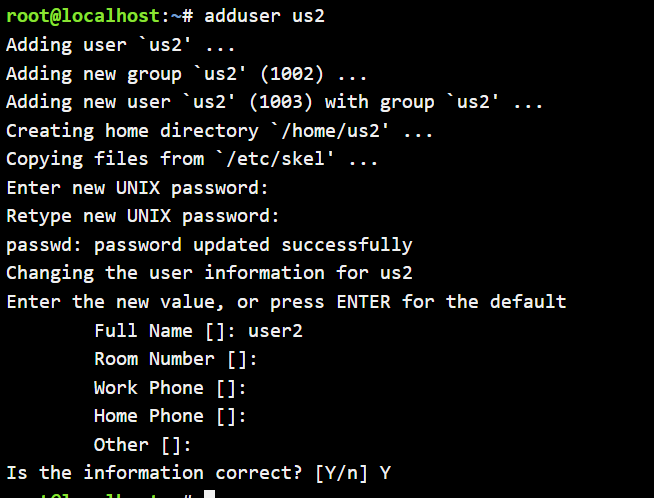 root@localhost:~# adduser us2
Adding user `us2' ...
Adding new group `us2' (1002) ...
Adding new user `us2' (1003) with group `us2' ...
Creating home directory `/home/us2' ...
Copying files from `/etc/skel' ...
Enter new UNIX password:
Retype new UNIX password:
passwd: password updated successfully
Changing the user information for us2
Enter the new value, or press ENTER for the default
Full Name []: user2
Room Number []:
Work Phone []:
Home Phone []:
Other []:
Is the information correct? [Y/n] Y
root@localhost:~#